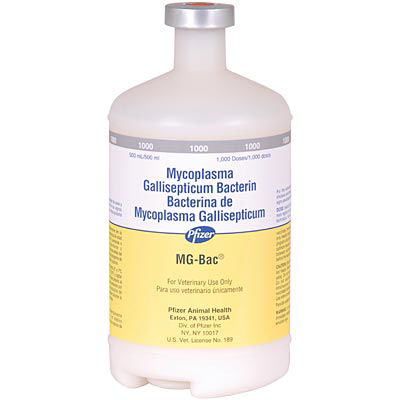 1000 1000 1000
500 mL/500 ml 1,000 Doses/1,000 dosis
Mycoplasma
Gallisepticum Bacterin
Bacterina de
Mycoplasma Gallisepticum
Pfizer
MG-Bac®
For Veterinary Use Only
Para uso veterinario únicamente
Pfizer Animal Health
Exton, PA 19341, USA
Div. of Pfizer Inc
NY, NY 10017
U.S. Vet. License No. 189